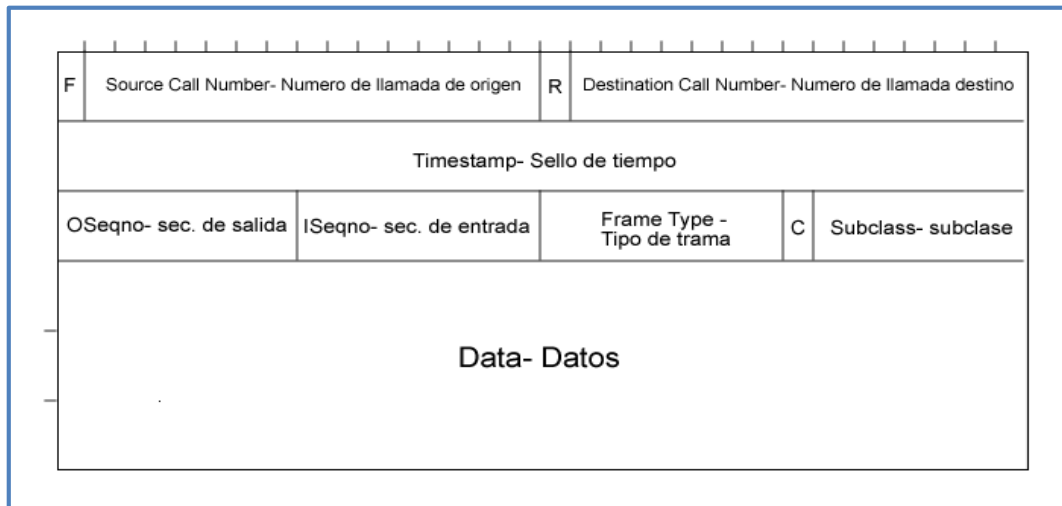 F
Source Call Number- Numero de llamada de origen
R
Destination Call Number- Numero de llamada destino
Timestamp- Sello de tiempo
OSeqno- sec. de salida
ISeqno- sec. de entrada
Frame Type -
Tipo de trama
C
Subclass- subclase
Data- Datos